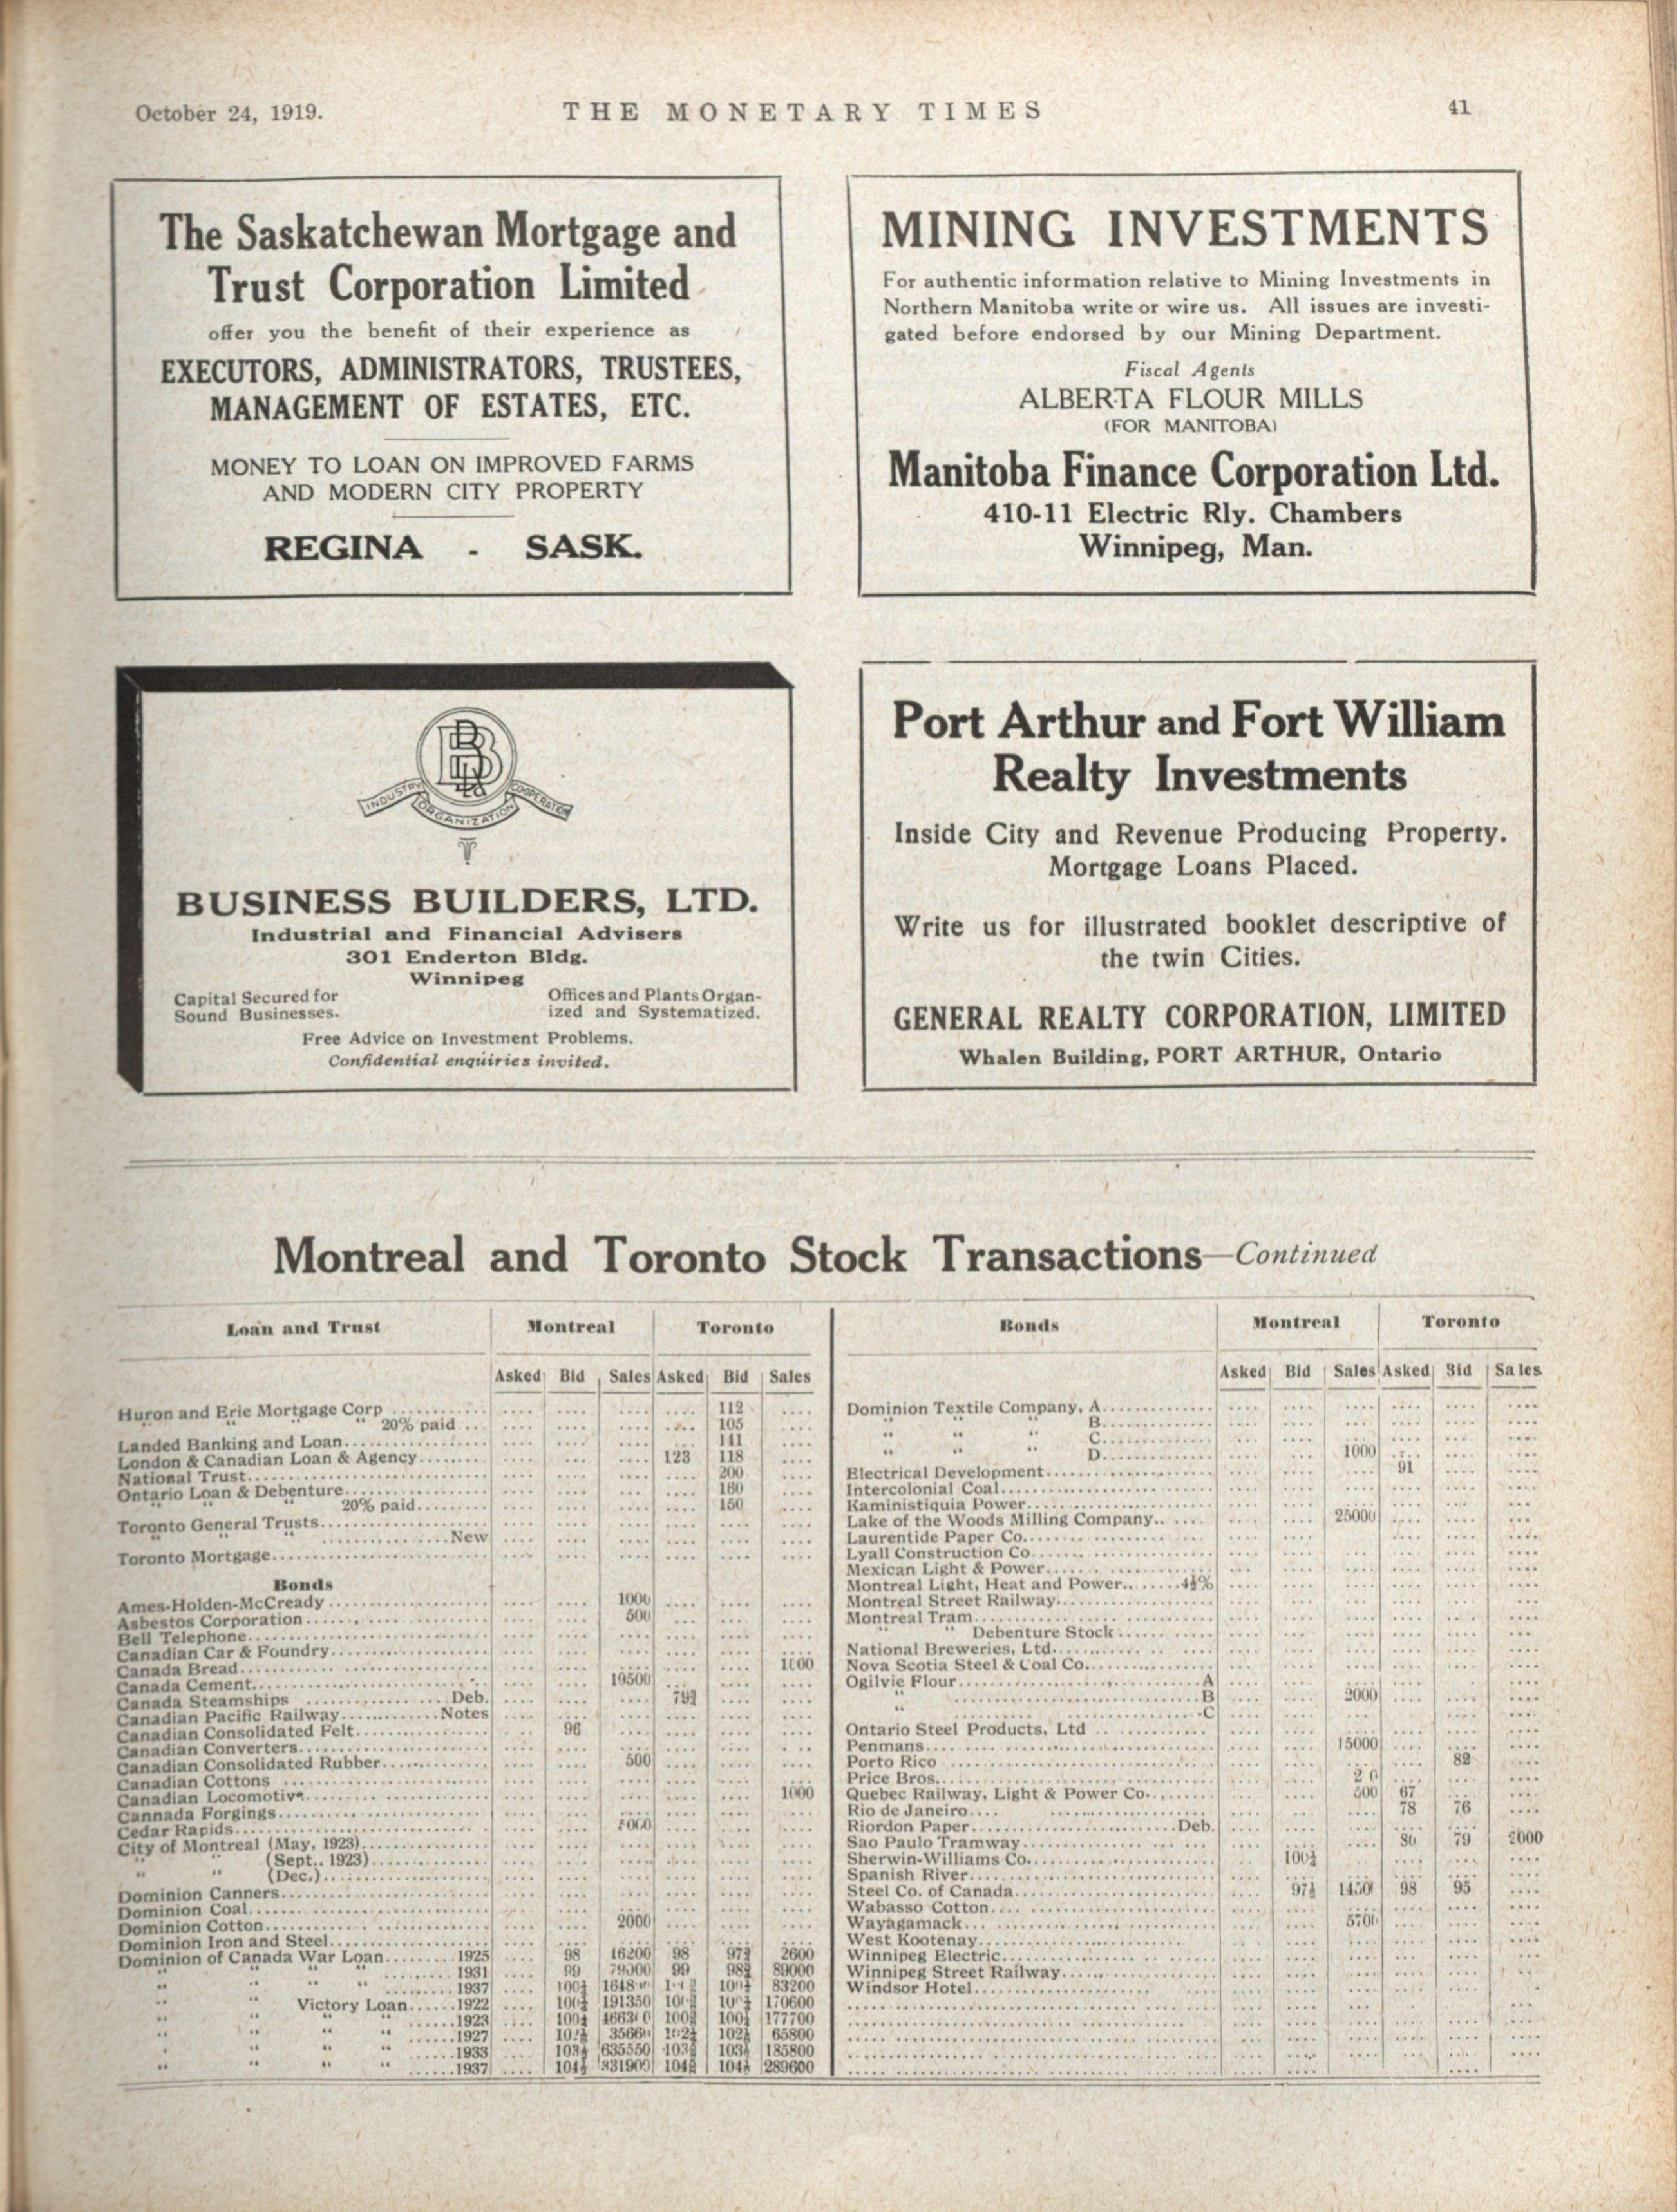 October 24, 1919.
THE MONETARY TIMES
41
The Saskatchewan Mortgage and
Trust Corporation Limited
offer you the benefit of their experience as
EXECUTORS, ADMINISTRATORS, TRUSTEES,
MANAGEMENT OF ESTATES, ETC.
MONEY TO LOAN ON IMPROVED FARMS
AND MODERN CITY PROPERTY
REGINA - SASK.
MINING INVESTMENTS
For authentic information relative to Mining Investments in
Northern Manitoba write or wire us. All issues are investi-
gated before endorsed by our Mining Department.
Fiscal Agents
ALBERTA FLOUR MILLS
(FOR MANITOBA)
Manitoba Finance Corporation Ltd.
410-11 Electric Rly. Chambers
Winnipeg, Man.
INDUSTRY ORGANIZATION COOPERATION
BUSINESS BUILDERS, LTD.
Industrial and Financial Advisers
301 Enderton Bldg.
Winnipeg
Capital Secured for
Sound Businesses.
Offices and Plants Organ-
ized and Systematized.
Free Advice on Investment Problems.
Confidential enquiries invited.
Port Arthur and Fort William
Realty Investments
Inside City and Revenue Producing Property.
Mortgage Loans Placed.
Write us for illustrated booklet descriptive of
the twin Cities.
GENERAL REALTY CORPORATION, LIMITED
Whalen Building, PORT ARTHUR, Ontario
Montreal and Toronto Stock Transactions—Continued
Loan and Trust Montreal Toronto
Asked Bid Sales Asked Bid Sales
Huron and Erie Mortgage Corp 112
" " 20% paid 105
Landed Banking and Loan 141
London & Canadian Loan & Agency 123 118
National Trust 200
Ontario Loan & Debenture 160
" " 20% paid 150
Toronto General Trusts
" " New
Toronto Mortgage
Bonds
Ames-Holden-McCready 1000
Asbestos Corporation 500
Bell Telephone
Canadian Car & Foundry
Canada Bread 1000
Canada Cement 19500
Canada Steamships Deb.
Canadian Pacific Railway Notes
Canadian Consolidated Felt 96
Canadian Converters
Canadian Consolidated Rubber 500
Canadian Cottons
Canadian Locomotive 1000
Cannada Forgings
Cedar Rapids
City of Montreal (May, 1923)
" " (Sept., 1923)
" " (Dec.)
Dominion Canners
Dominion Coal
Dominion Cotton 2000
Dominion Iron and Steel
Dominion of Canada War Loan 1925 98 16200 98 2600
" " " " 1931 99 79000 99 89000
" " " " 1937 83200
" " Victory Loan 1922 191350 170600
" " " " 1923 177700
" " " " 1927 65800
" " " " 1933 635550 185800
" " " " 1937 289600
Bonds Montreal Toronto
Asked Bid Sales Asked Bid Sales
Dominion Textile Company, A
" " " B
" " " C
" " " D 1000
Electrical Development 91
Intercolonial Coal
Kaministiquia Power
Lake of the Woods Milling Company 25000
Laurentide Paper Co.
Lyall Construction Co.
Mexican Light & Power
Montreal Light, Heat and Power 4½%
Montreal Street Railway
Montreal Tram
" " Debenture Stock
National Breweries, Ltd.
Nova Scotia Steel & Coal Co.
Ogilvie Flour A
" B
" C
Ontario Steel Products, Ltd
Penmans 15000
Porto Rico 82
Price Bros.
Quebec Railway, Light & Power Co. 500 67
Rio de Janeiro 78 76
Riordon Paper Deb.
Sao Paulo Tramway 80 79 2000
Sherwin-Williams Co.
Spanish River
Steel Co. of Canada 98 95
Wabasso Cotton
Wayagamack
West Kootenay
Winnipeg Electric
Winnipeg Street Railway
Windsor Hotel